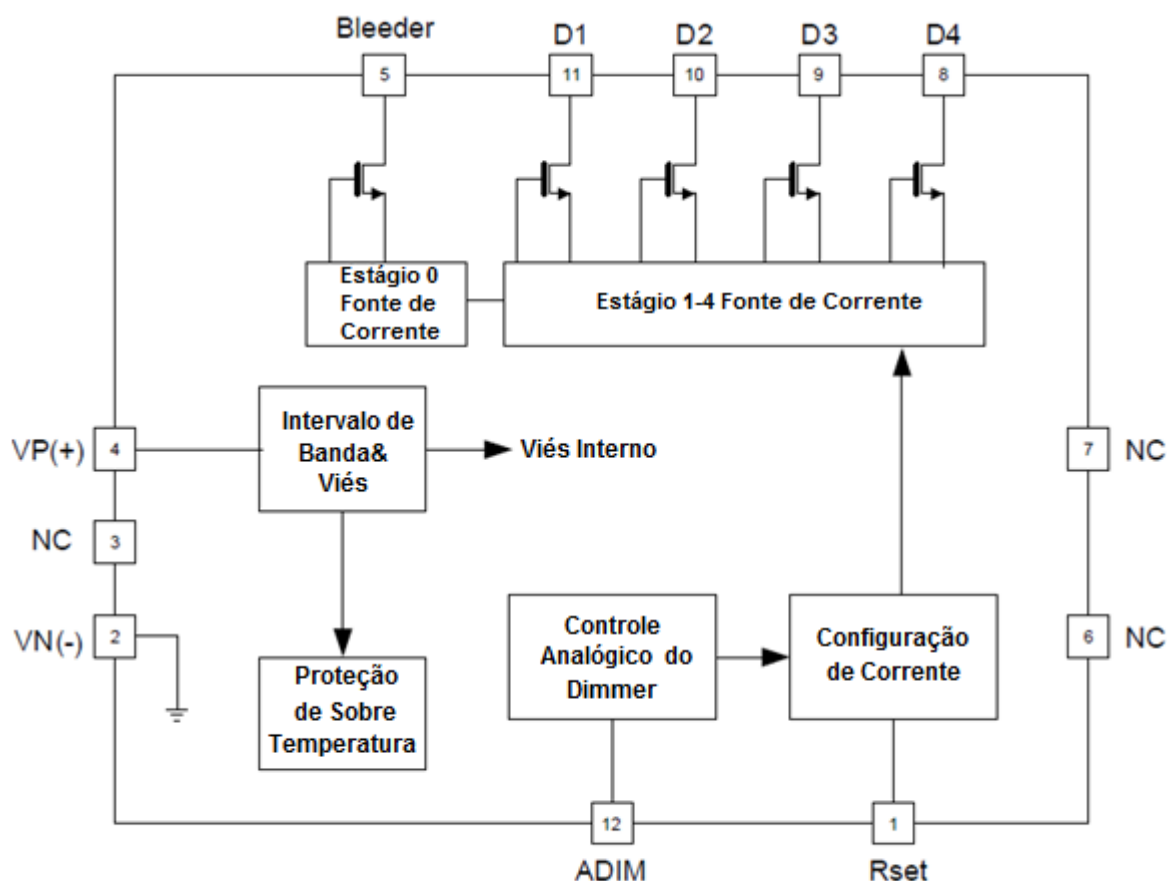 Bleeder
D1
D2
D3
D4
5
11
10
9
8
Estágio 0
Fonte de
Corrente
Estágio 1-4 Fonte de Corrente
VP(+)
4
Intervalo de
Banda&
Viés
Viés Interno
7
NC
NC
3
VN(-)
2
Proteção
de Sobre
Temperatura
Controle
Analógico do
Dimmer
Configuração
de Corrente
6
NC
12
1
ADIM
Rset